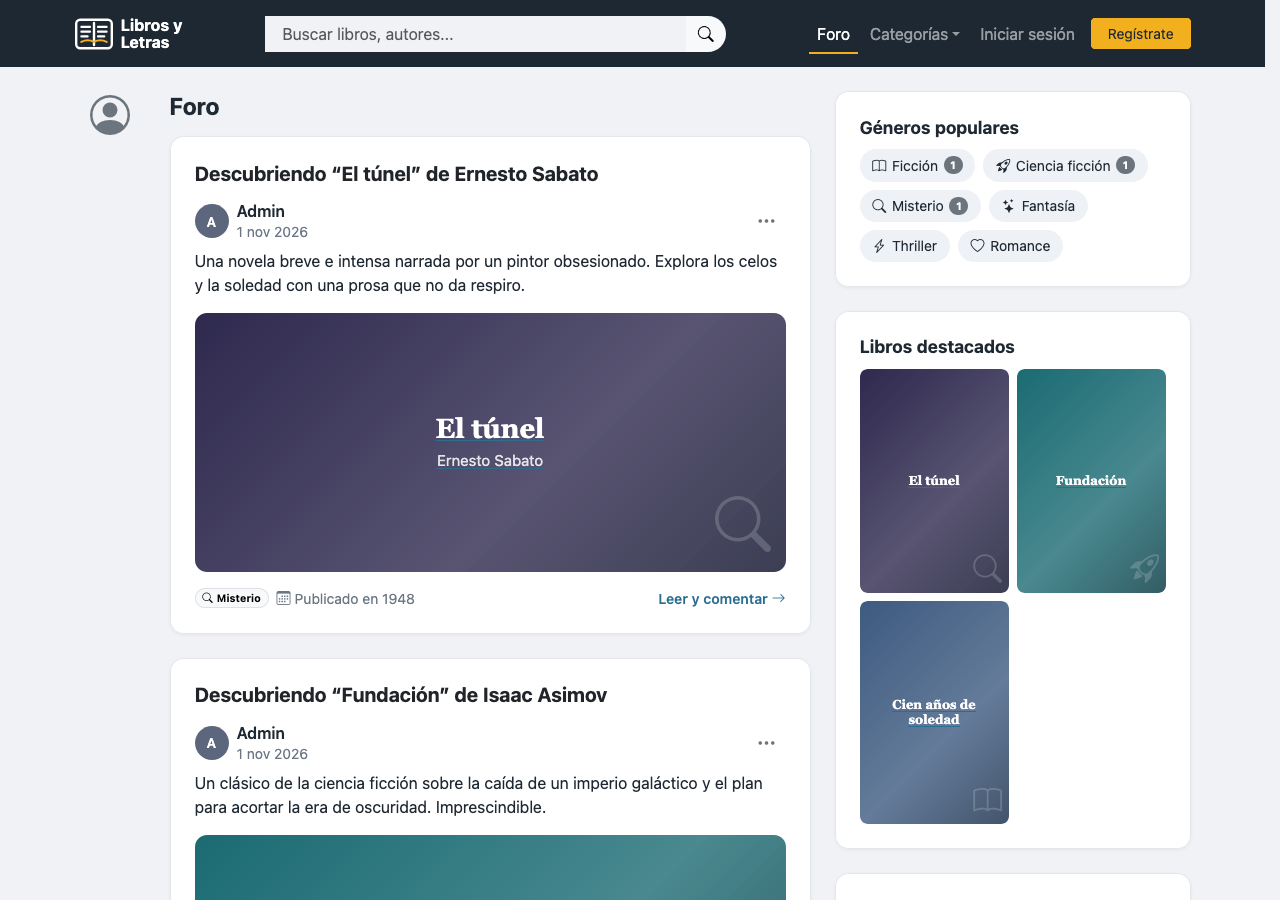 Libros y
Letras
Buscar libros, autores...
Foro
Categorías
Iniciar sesión
Regístrate
Foro
Descubriendo “El túnel” de Ernesto Sabato
A
Admin
1 nov 2026
Una novela breve e intensa narrada por un pintor obsesionado. Explora los celos
y la soledad con una prosa que no da respiro.
El túnel
Ernesto Sabato
Misterio
Publicado en 1948
Leer y comentar
Descubriendo “Fundación” de Isaac Asimov
A
Admin
1 nov 2026
Un clásico de la ciencia ficción sobre la caída de un imperio galáctico y el plan
para acortar la era de oscuridad. Imprescindible.
Géneros populares
Ficción 1
Ciencia ficción 1
Misterio 1
Fantasía
Thriller
Romance
Libros destacados
El túnel
Fundación
Cien años de
soledad